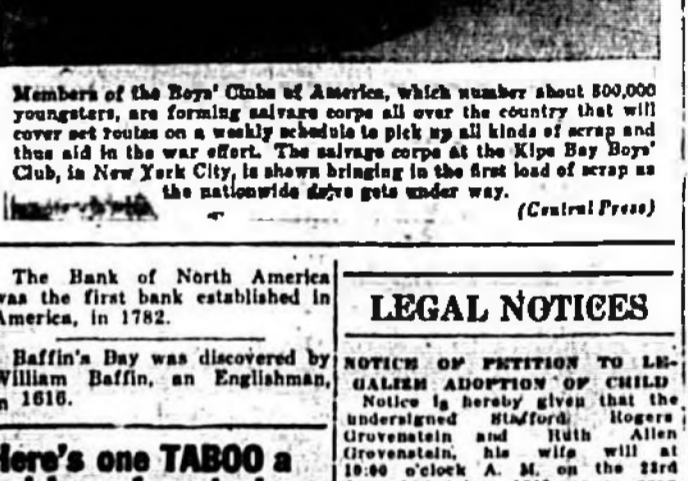 Members of the Boys' Clubs of America, which number about 300,000
youngsters, are forming salvage corps all over the country that will
cover set routes on a weekly schedule to pick up all kinds of scrap and
thus aid in the war effort. The salvage corps at the Kips Bay Boys'
Club, in New York City, is shown bringing in the first load of scrap as
the nationwide drive gets under way.
(Central Press)
The Bank of North America
was the first bank established in
America, in 1782.
Baffin's Bay was discovered by
William Baffin, an Englishman,
in 1616.
Here's one TABOO a
LEGAL NOTICES
NOTICE OF PETITION TO LE-
GALIZE ADOPTION OF CHILD
Notice is hereby given that the
undersigned Stafford Rogers
Grovenstein and Ruth Allen
Grovenstein, his wife will at
10:00 o'clock A. M. on the 23rd